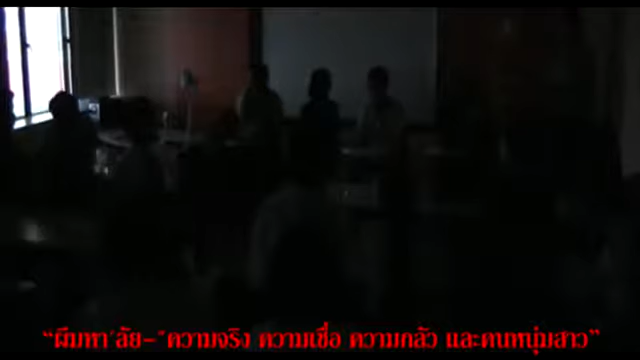 “ผีมหา´ลัย–˝ความจริง ความเชื่อ ความกลัว และคนหนุ่มสาว”